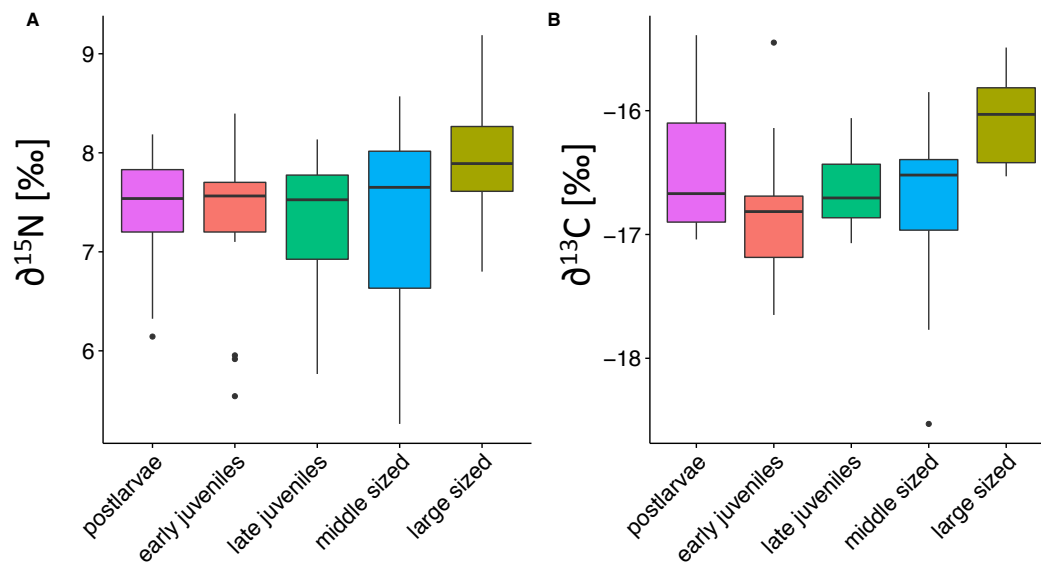 A
∂¹⁵N [‰]
9
8
7
6
postlarvae
early juveniles
late juveniles
middle sized
large sized
B
∂¹³C [‰]
−16
−17
−18
postlarvae
early juveniles
late juveniles
middle sized
large sized